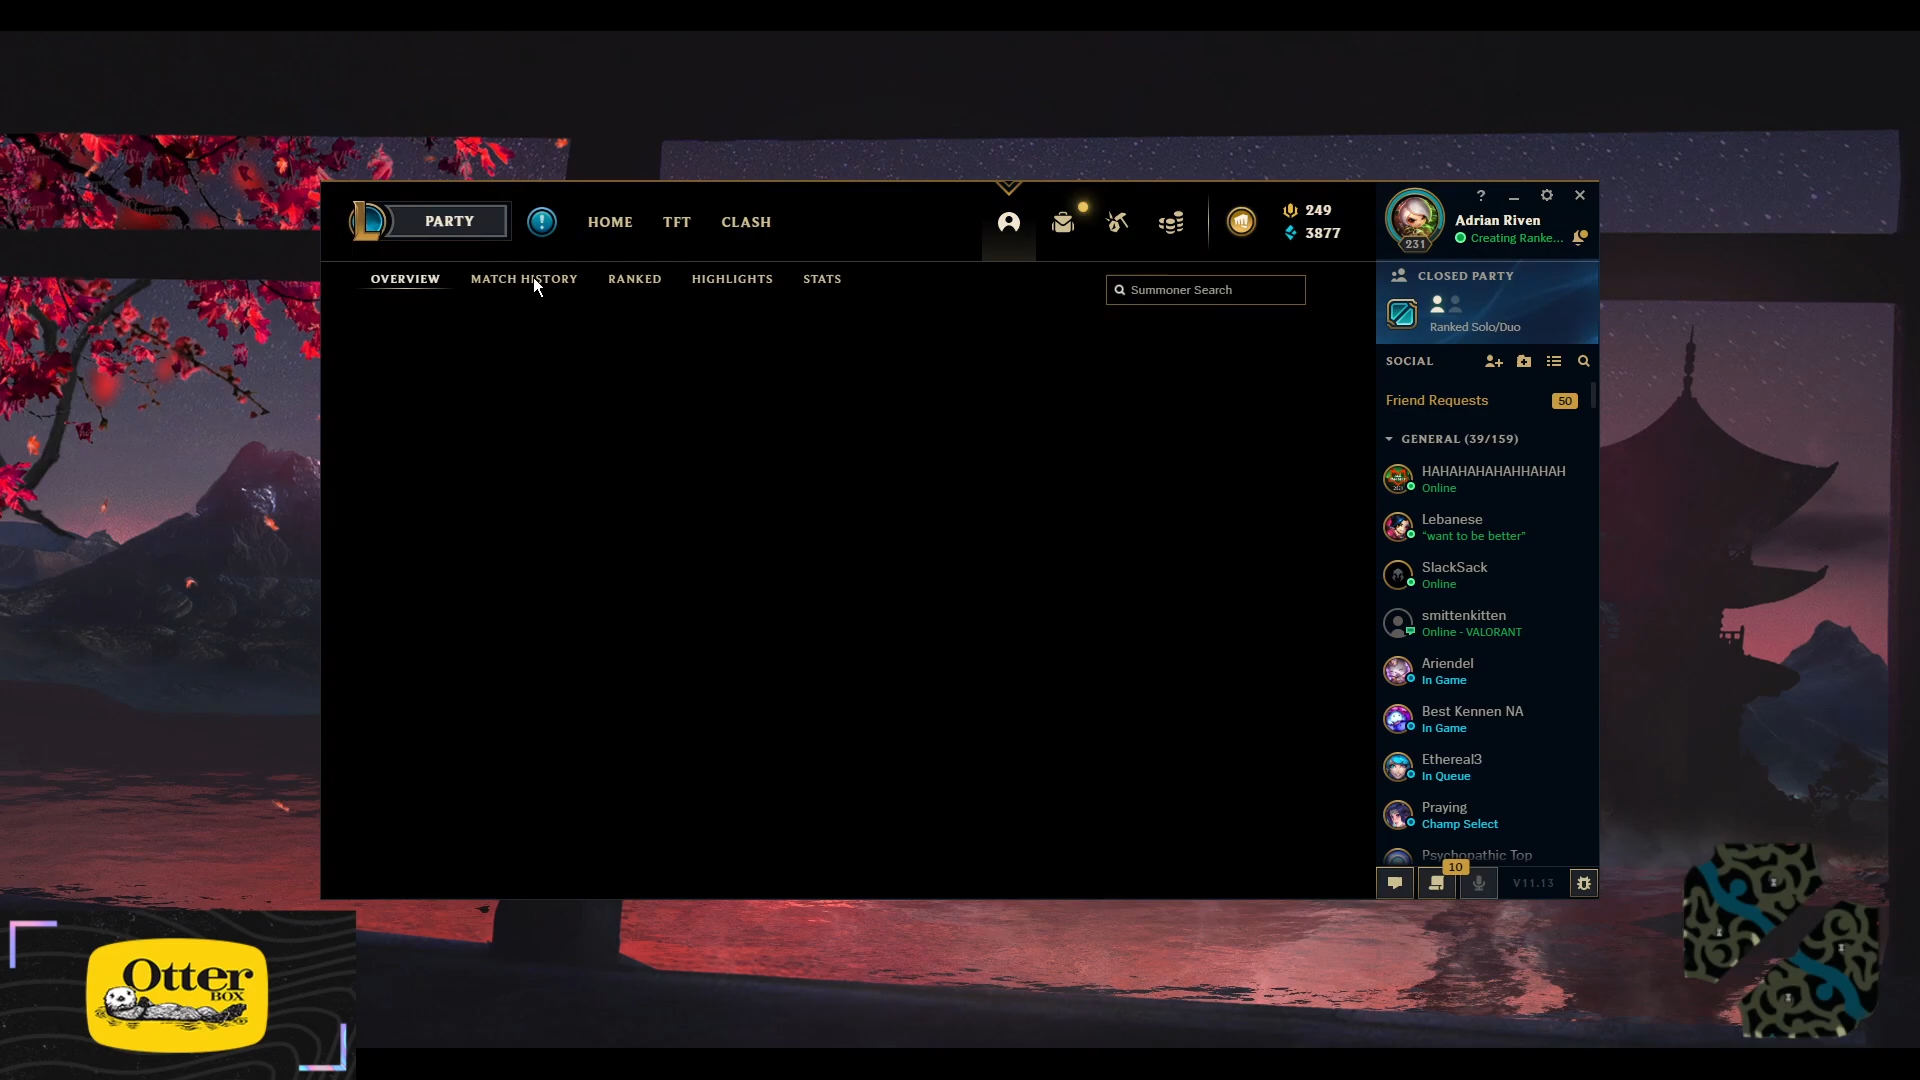 PARTY
HOME
TFT
CLASH
249
3877
231
?
Adrian Riven
Creating Ranke...
OVERVIEW
MATCH HISTORY
RANKED
HIGHLIGHTS
STATS
Summoner Search
CLOSED PARTY
Ranked Solo/Duo
SOCIAL
Friend Requests
50
GENERAL (39/159)
HAHAHAHAHAHHAHAH
Online
Lebanese
"want to be better"
SlackSack
Online
smittenkitten
Online - VALORANT
Ariendel
In Game
Best Kennen NA
In Game
Ethereal3
In Queue
Praying
Champ Select
Psychopathic Top
10
V11.13
Otter
BOX